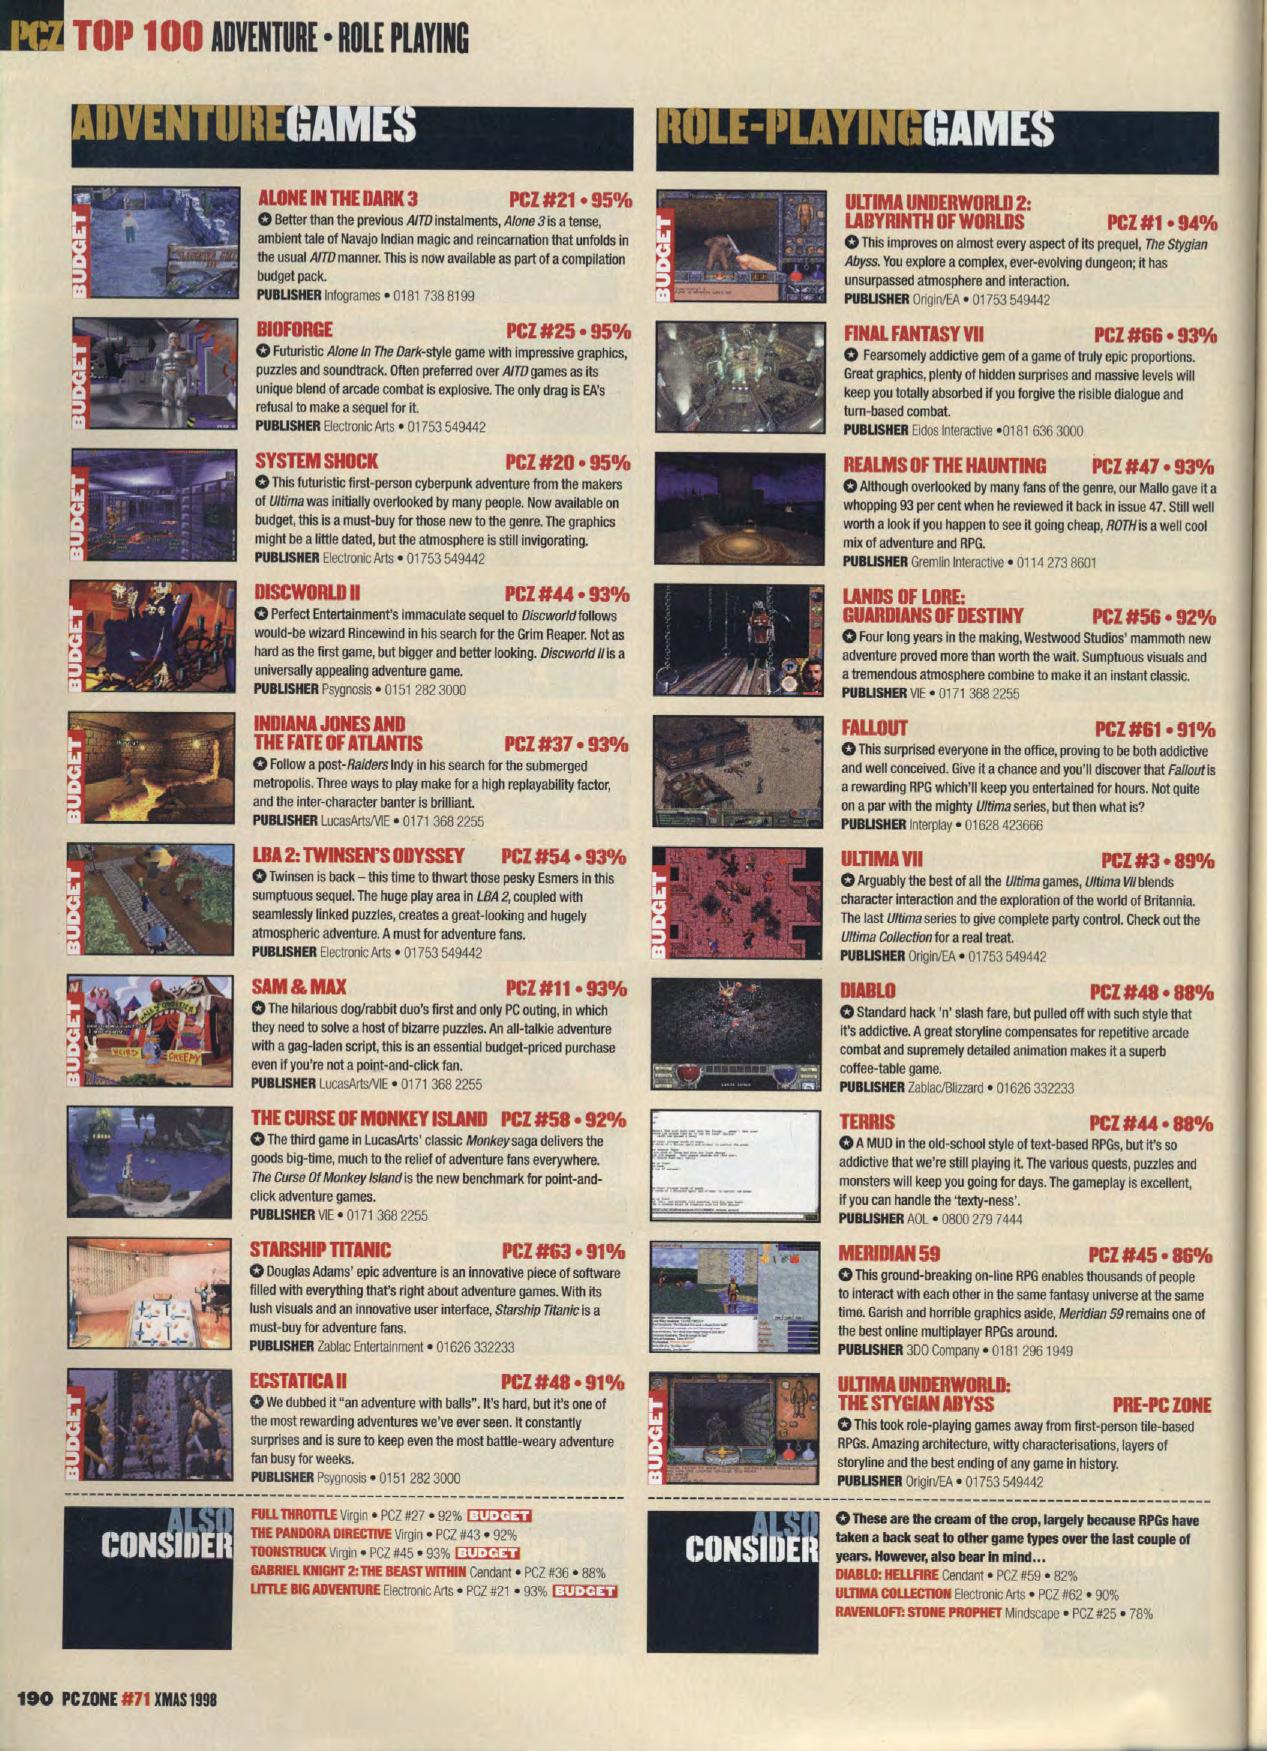 PCZ TOP 100 ADVENTURE • ROLE PLAYING
ADVENTUREGAMES
BUDGET
ALONE IN THE DARK 3 PCZ #21 • 95%
Better than the previous AITD instalments, Alone 3 is a tense,
ambient tale of Navajo Indian magic and reincarnation that unfolds in
the usual AITD manner. This is now available as part of a compilation
budget pack.
PUBLISHER Infogrames • 0181 738 8199
BUDGET
BIOFORGE PCZ #25 • 95%
Futuristic Alone In The Dark-style game with impressive graphics,
puzzles and soundtrack. Often preferred over AITD games as its
unique blend of arcade combat is explosive. The only drag is EA's
refusal to make a sequel for it.
PUBLISHER Electronic Arts • 01753 549442
BUDGET
SYSTEM SHOCK PCZ #20 • 95%
This futuristic first-person cyberpunk adventure from the makers
of Ultima was initially overlooked by many people. Now available on
budget, this is a must-buy for those new to the genre. The graphics
might be a little dated, but the atmosphere is still invigorating.
PUBLISHER Electronic Arts • 01753 549442
BUDGET
DISCWORLD II PCZ #44 • 93%
Perfect Entertainment's immaculate sequel to Discworld follows
would-be wizard Rincewind in his search for the Grim Reaper. Not as
hard as the first game, but bigger and better looking. Discworld II is a
universally appealing adventure game.
PUBLISHER Psygnosis • 0151 282 3000
BUDGET
INDIANA JONES AND
THE FATE OF ATLANTIS PCZ #37 • 93%
Follow a post-Raiders Indy in his search for the submerged
metropolis. Three ways to play make for a high replayability factor,
and the inter-character banter is brilliant.
PUBLISHER LucasArts/VIE • 0171 368 2255
BUDGET
LBA 2: TWINSEN'S ODYSSEY PCZ #54 • 93%
Twinsen is back – this time to thwart those pesky Esmers in this
sumptuous sequel. The huge play area in LBA 2, coupled with
seamlessly linked puzzles, creates a great-looking and hugely
atmospheric adventure. A must for adventure fans.
PUBLISHER Electronic Arts • 01753 549442
BUDGET
SAM & MAX PCZ #11 • 93%
The hilarious dog/rabbit duo's first and only PC outing, in which
they need to solve a host of bizarre puzzles. An all-talkie adventure
with a gag-laden script, this is an essential budget-priced purchase
even if you're not a point-and-click fan.
PUBLISHER LucasArts/VIE • 0171 368 2255
THE CURSE OF MONKEY ISLAND PCZ #58 • 92%
The third game in LucasArts' classic Monkey saga delivers the
goods big-time, much to the relief of adventure fans everywhere.
The Curse Of Monkey Island is the new benchmark for point-and-
click adventure games.
PUBLISHER VIE • 0171 368 2255
STARSHIP TITANIC PCZ #63 • 91%
Douglas Adams' epic adventure is an innovative piece of software
filled with everything that's right about adventure games. With its
lush visuals and an innovative user interface, Starship Titanic is a
must-buy for adventure fans.
PUBLISHER Zablac Entertainment • 01626 332233
BUDGET
ECSTATICA II PCZ #48 • 91%
We dubbed it "an adventure with balls". It's hard, but it's one of
the most rewarding adventures we've ever seen. It constantly
surprises and is sure to keep even the most battle-weary adventure
fan busy for weeks.
PUBLISHER Psygnosis • 0151 282 3000
ALSO
CONSIDER
FULL THROTTLE Virgin • PCZ #27 • 92% BUDGET
THE PANDORA DIRECTIVE Virgin • PCZ #43 • 92%
TOONSTRUCK Virgin • PCZ #45 • 93% BUDGET
GABRIEL KNIGHT 2: THE BEAST WITHIN Cendant • PCZ #36 • 88%
LITTLE BIG ADVENTURE Electronic Arts • PCZ #21 • 93% BUDGET
ROLE-PLAYINGGAMES
BUDGET
ULTIMA UNDERWORLD 2:
LABYRINTH OF WORLDS PCZ #1 • 94%
This improves on almost every aspect of its prequel, The Stygian
Abyss. You explore a complex, ever-evolving dungeon; it has
unsurpassed atmosphere and interaction.
PUBLISHER Origin/EA • 01753 549442
FINAL FANTASY VII PCZ #66 • 93%
Fearsomely addictive gem of a game of truly epic proportions.
Great graphics, plenty of hidden surprises and massive levels will
keep you totally absorbed if you forgive the risible dialogue and
turn-based combat.
PUBLISHER Eidos Interactive •0181 636 3000
REALMS OF THE HAUNTING PCZ #47 • 93%
Although overlooked by many fans of the genre, our Mallo gave it a
whopping 93 per cent when he reviewed it back in issue 47. Still well
worth a look if you happen to see it going cheap, ROTH is a well cool
mix of adventure and RPG.
PUBLISHER Gremlin Interactive • 0114 273 8601
LANDS OF LORE:
GUARDIANS OF DESTINY PCZ #56 • 92%
Four long years in the making, Westwood Studios' mammoth new
adventure proved more than worth the wait. Sumptuous visuals and
a tremendous atmosphere combine to make it an instant classic.
PUBLISHER VIE • 0171 368 2255
FALLOUT PCZ #61 • 91%
This surprised everyone in the office, proving to be both addictive
and well conceived. Give it a chance and you'll discover that Fallout is
a rewarding RPG which'll keep you entertained for hours. Not quite
on a par with the mighty Ultima series, but then what is?
PUBLISHER Interplay • 01628 423666
BUDGET
ULTIMA VII PCZ #3 • 89%
Arguably the best of all the Ultima games, Ultima VII blends
character interaction and the exploration of the world of Britannia.
The last Ultima series to give complete party control. Check out the
Ultima Collection for a real treat.
PUBLISHER Origin/EA • 01753 549442
DIABLO PCZ #48 • 88%
Standard hack 'n' slash fare, but pulled off with such style that
it's addictive. A great storyline compensates for repetitive arcade
combat and supremely detailed animation makes it a superb
coffee-table game.
PUBLISHER Zablac/Blizzard • 01626 332233
TERRIS PCZ #44 • 88%
A MUD in the old-school style of text-based RPGs, but it's so
addictive that we're still playing it. The various quests, puzzles and
monsters will keep you going for days. The gameplay is excellent,
if you can handle the 'texty-ness'.
PUBLISHER AOL • 0800 279 7444
MERIDIAN 59 PCZ #45 • 86%
This ground-breaking on-line RPG enables thousands of people
to interact with each other in the same fantasy universe at the same
time. Garish and horrible graphics aside, Meridian 59 remains one of
the best online multiplayer RPGs around.
PUBLISHER 3DO Company • 0181 296 1949
BUDGET
ULTIMA UNDERWORLD:
THE STYGIAN ABYSS PRE-PC ZONE
This took role-playing games away from first-person tile-based
RPGs. Amazing architecture, witty characterisations, layers of
storyline and the best ending of any game in history.
PUBLISHER Origin/EA • 01753 549442
ALSO
CONSIDER
These are the cream of the crop, largely because RPGs have
taken a back seat to other game types over the last couple of
years. However, also bear in mind...
DIABLO: HELLFIRE Cendant • PCZ #59 • 82%
ULTIMA COLLECTION Electronic Arts • PCZ #62 • 90%
RAVENLOFT: STONE PROPHET Mindscape • PCZ #25 • 78%
190 PC ZONE #71 XMAS 1998